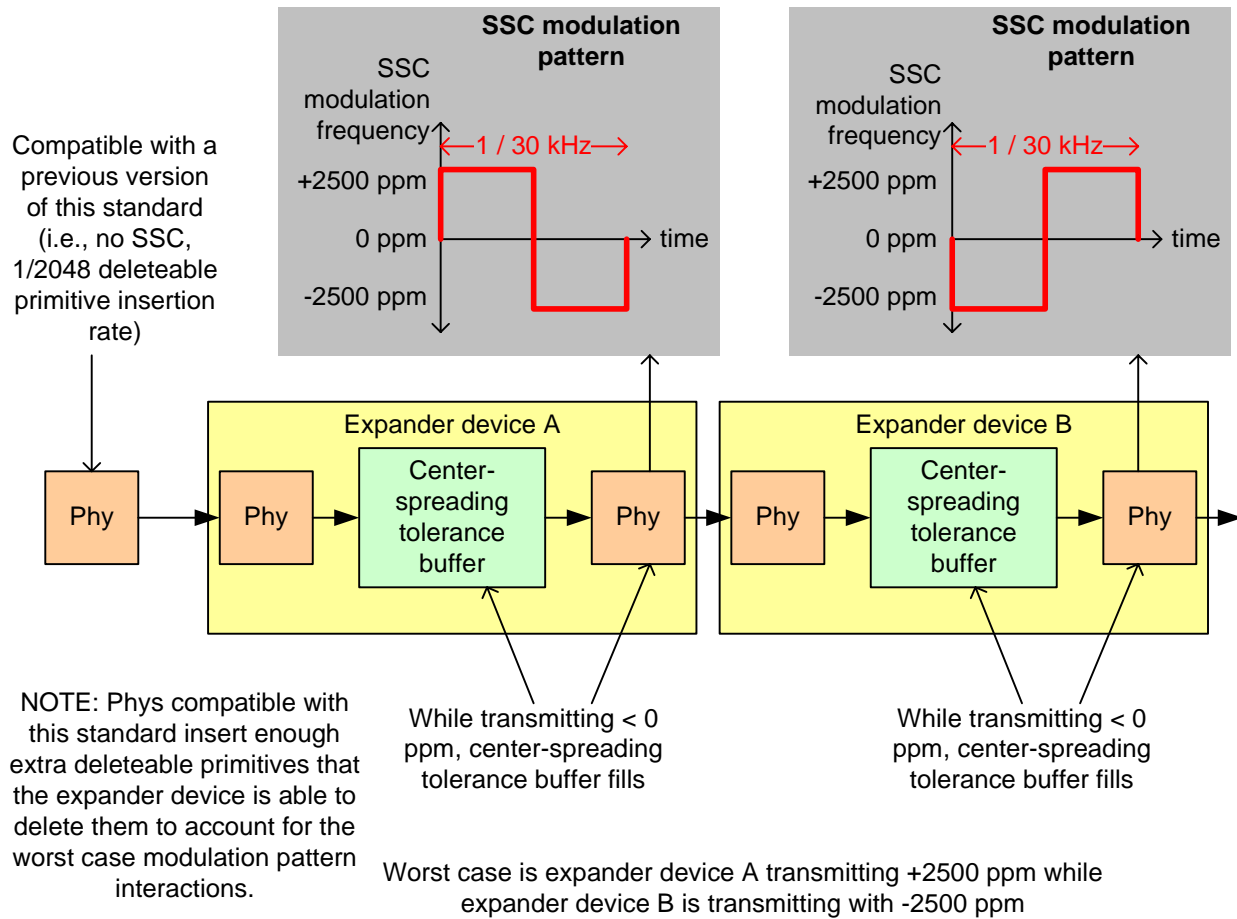 SSC modulation
pattern
SSC
modulation
frequency
1 / 30 kHz
+2500 ppm
0 ppm
-2500 ppm
time
SSC modulation
pattern
SSC
modulation
frequency
1 / 30 kHz
+2500 ppm
0 ppm
-2500 ppm
time
Compatible with a
previous version
of this standard
(i.e., no SSC,
1/2048 deleteable
primitive insertion
rate)
Expander device A
Expander device B
Phy
Phy
Center-
spreading
tolerance
buffer
Phy
Phy
Center-
spreading
tolerance
buffer
Phy
NOTE: Phys compatible with
this standard insert enough
extra deleteable primitives that
the expander device is able to
delete them to account for the
worst case modulation pattern
interactions.
While transmitting < 0
ppm, center-spreading
tolerance buffer fills
While transmitting < 0
ppm, center-spreading
tolerance buffer fills
Worst case is expander device A transmitting +2500 ppm while
expander device B is transmitting with -2500 ppm